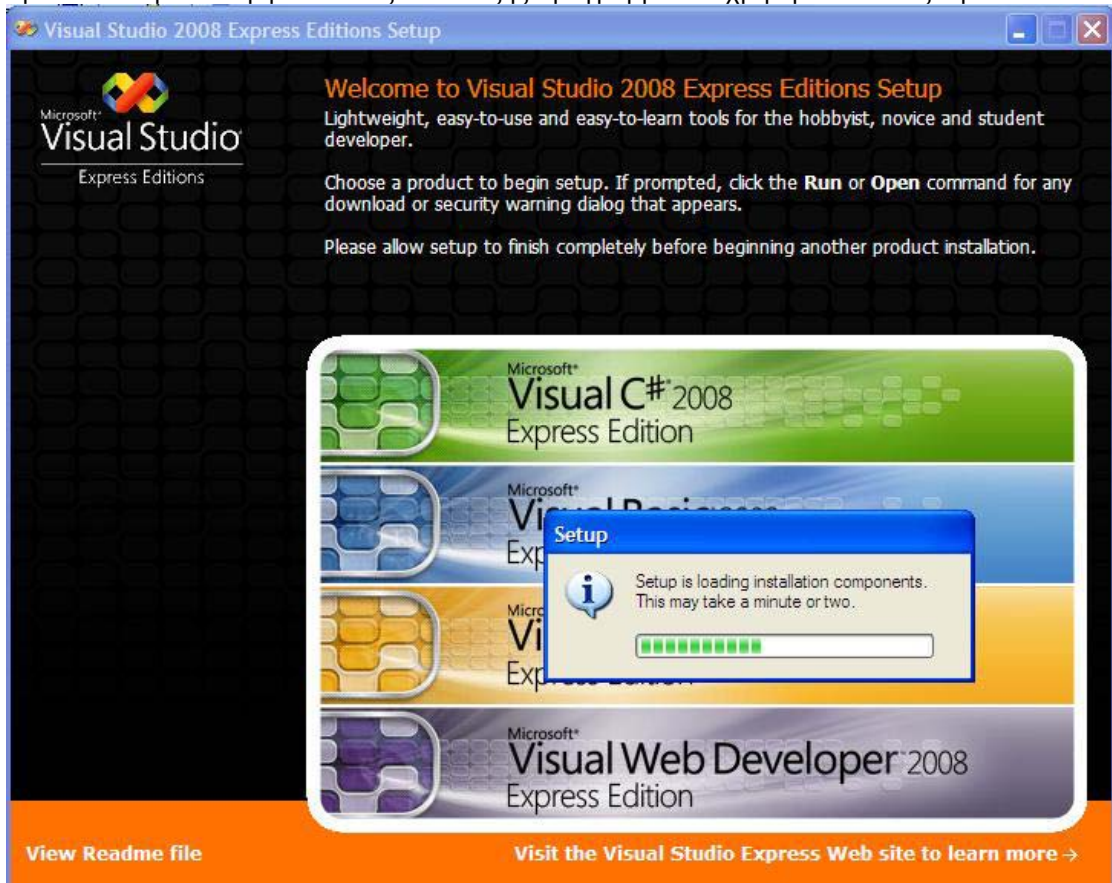 Visual Studio 2008 Express Editions Setup
Microsoft®
Visual Studio®
Express Editions
Welcome to Visual Studio 2008 Express Editions Setup
Lightweight, easy-to-use and easy-to-learn tools for the hobbyist, novice and student
developer.
Choose a product to begin setup. If prompted, click the Run or Open command for any
download or security warning dialog that appears.
Please allow setup to finish completely before beginning another product installation.
Microsoft®
Visual C#® 2008
Express Edition
Microsoft®
Setup
Setup is loading installation components.
This may take a minute or two.
Microsoft®
Visual Web Developer™ 2008
Express Edition
View Readme file
Visit the Visual Studio Express Web site to learn more →